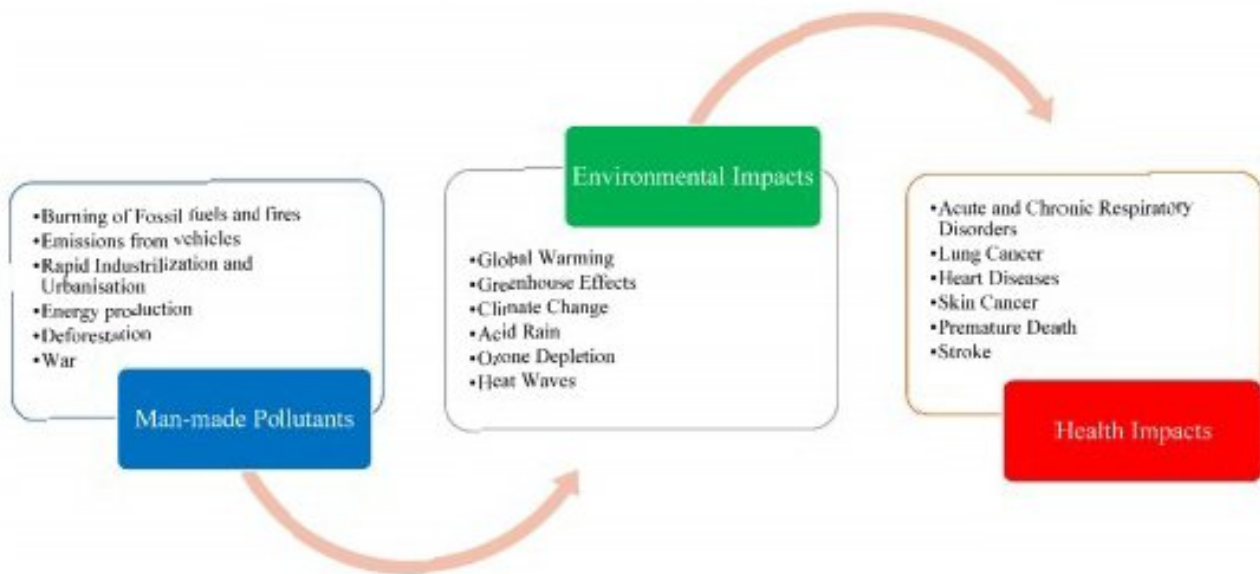 •Burning of Fossil fuels and fires
•Emissions from vehicles
•Rapid Industrilization and
Urbanisation
•Energy production
•Deforestation
•War
Man-made Pollutants
Environmental Impacts
•Global Warming
•Greenhouse Effects
•Climate Change
•Acid Rain
•Ozone Depletion
•Heat Waves
•Acute and Chronic Respiratory
Disorders
•Lung Cancer
•Heart Diseases
•Skin Cancer
•Premature Death
•Stroke
Health Impacts